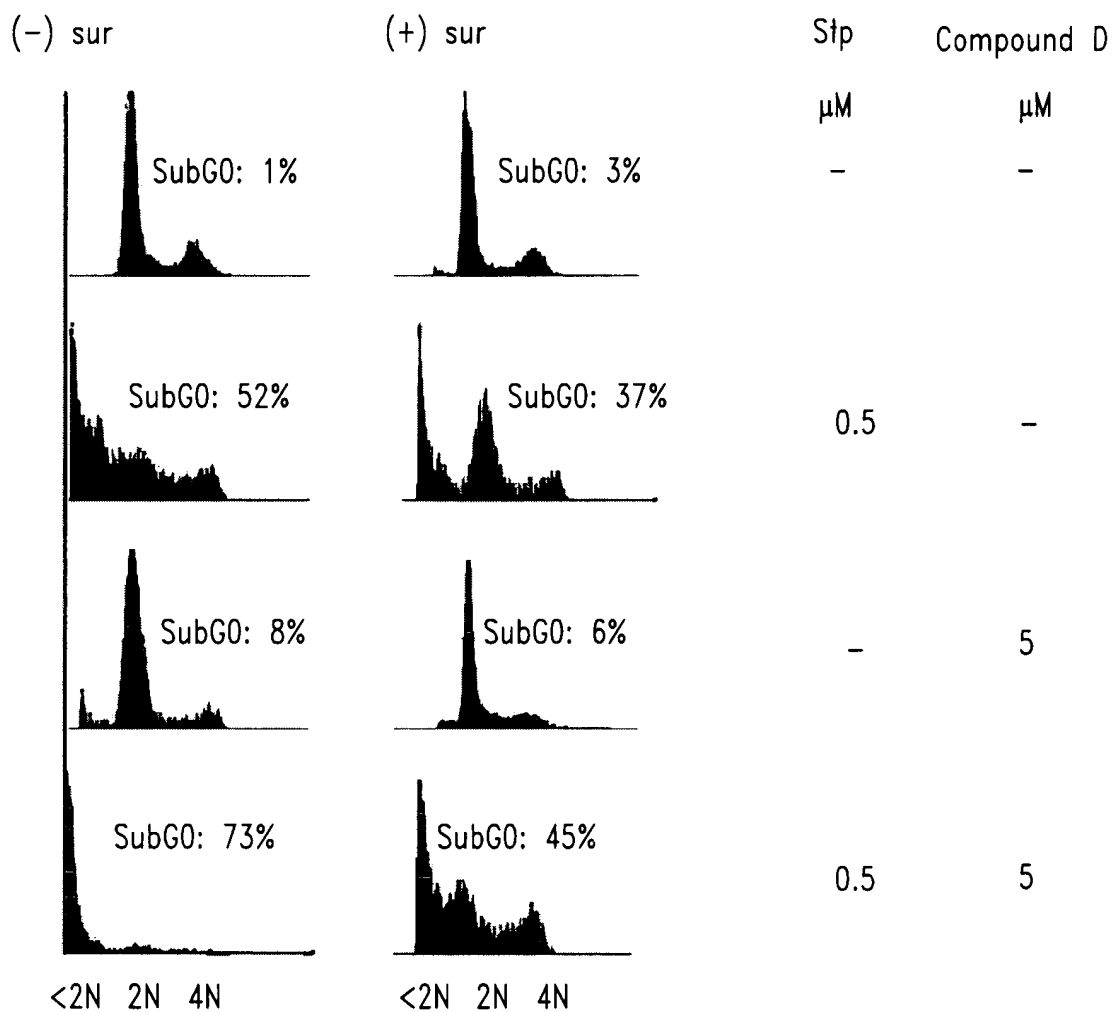 (-) sur (+) sur Stp Compound D
μM μM
SubG0: 1% SubG0: 3% - -
SubG0: 52% SubG0: 37% 0.5 -
SubG0: 8% SubG0: 6% - 5
SubG0: 73% SubG0: 45% 0.5 5
<2N 2N 4N <2N 2N 4N